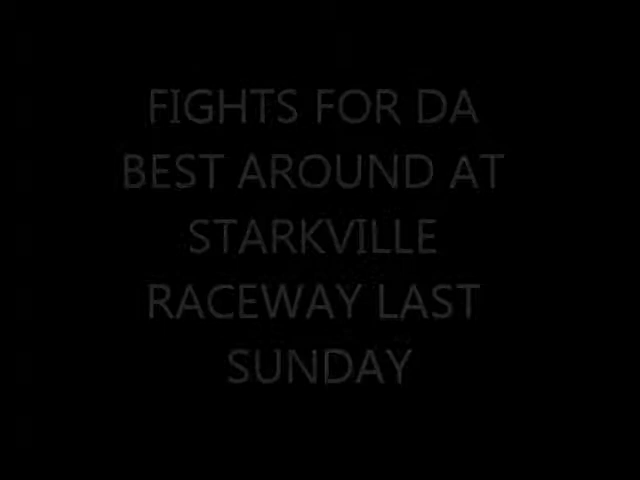 FIGHTS FOR DA
BEST AROUND AT
STARKVILLE
RACEWAY LAST
SUNDAY